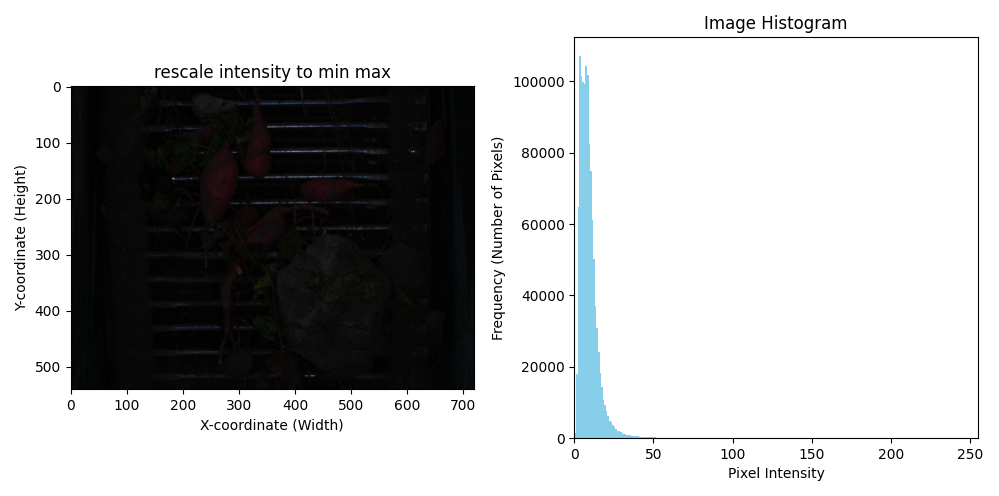 rescale intensity to min max
Y-coordinate (Height)
0
100
200
300
400
500
0 100 200 300 400 500 600 700
X-coordinate (Width)
Image Histogram
Frequency (Number of Pixels)
100000
80000
60000
40000
20000
0
0 50 100 150 200 250
Pixel Intensity